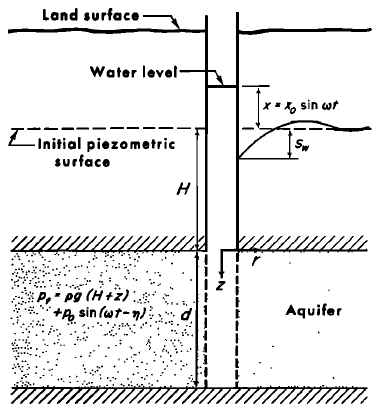 Land surface
Water level
x = x₀ sin ωt
Initial piezometric
surface
s_w
H
r
z
p_f = ρg (H+z)
+p₀ sin(ωt−η)
d
Aquifer